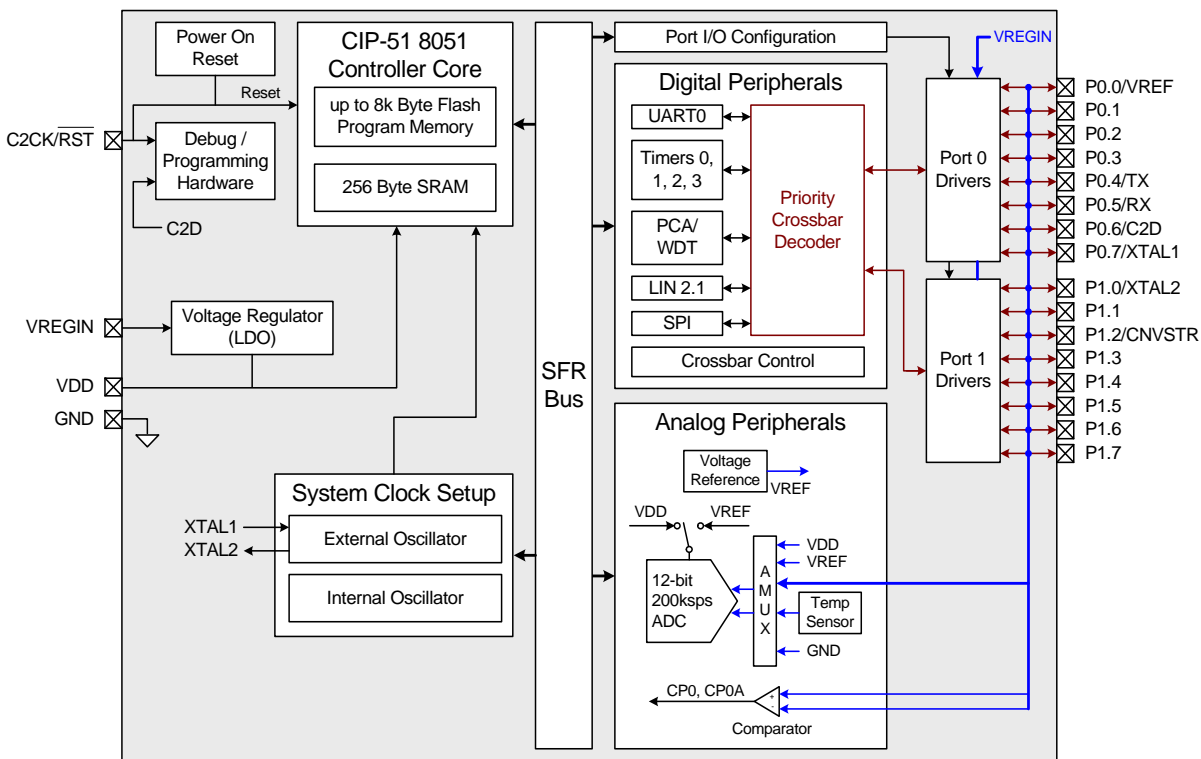 Power On
Reset
C2CK/RST
Debug /
Programming
Hardware
C2D
Reset
CIP-51 8051
Controller Core
up to 8k Byte Flash
Program Memory
256 Byte SRAM
VREGIN
Voltage Regulator
(LDO)
VDD
GND
System Clock Setup
XTAL1
XTAL2
External Oscillator
Internal Oscillator
SFR
Bus
Port I/O Configuration
Digital Peripherals
UART0
Timers 0,
1, 2, 3
PCA/
WDT
LIN 2.1
SPI
Priority
Crossbar
Decoder
Crossbar Control
Analog Peripherals
Voltage
Reference
VREF
VDD
VREF
12-bit
200ksps
ADC
A
M
U
X
VDD
VREF
Temp
Sensor
GND
CP0, CP0A
+
-
Comparator
VREGIN
Port 0
Drivers
Port 1
Drivers
P0.0/VREF
P0.1
P0.2
P0.3
P0.4/TX
P0.5/RX
P0.6/C2D
P0.7/XTAL1
P1.0/XTAL2
P1.1
P1.2/CNVSTR
P1.3
P1.4
P1.5
P1.6
P1.7